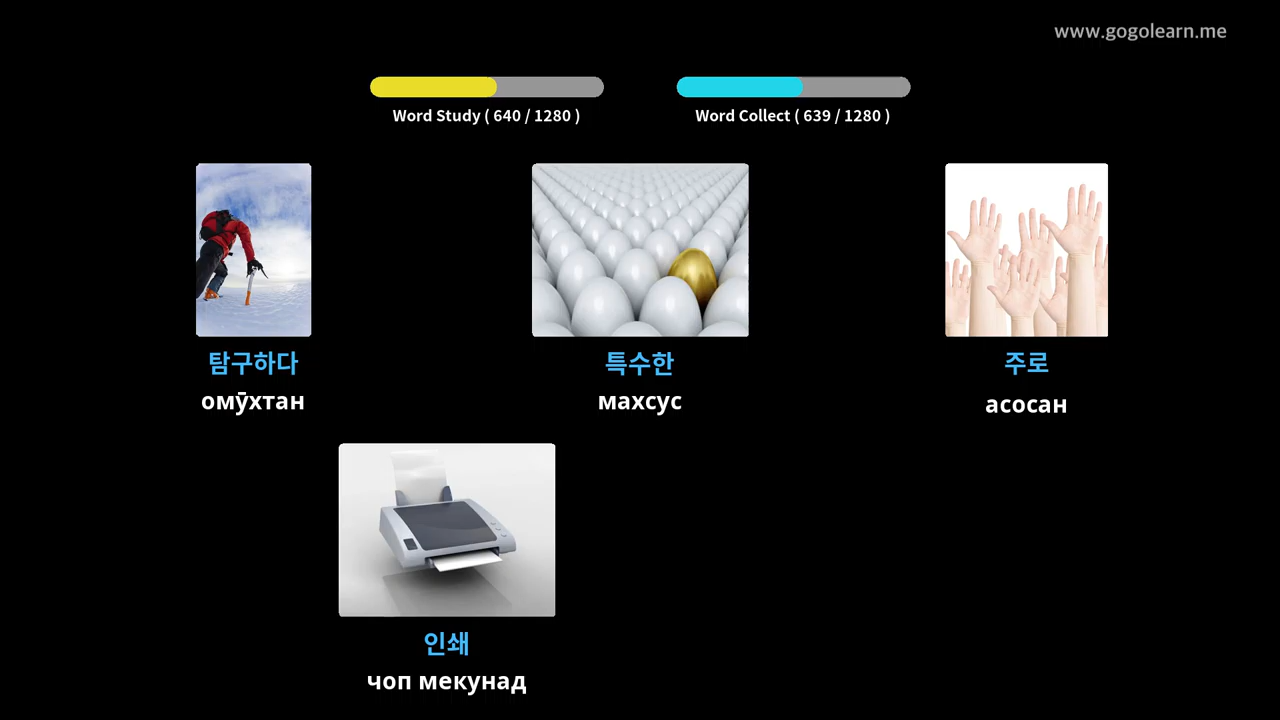 www.gogolearn.me
Word Study ( 640 / 1280 )
Word Collect ( 639 / 1280 )
탐구하다
특수한
주로
омӯхтан
махсус
асосан
인쇄
чоп мекунад